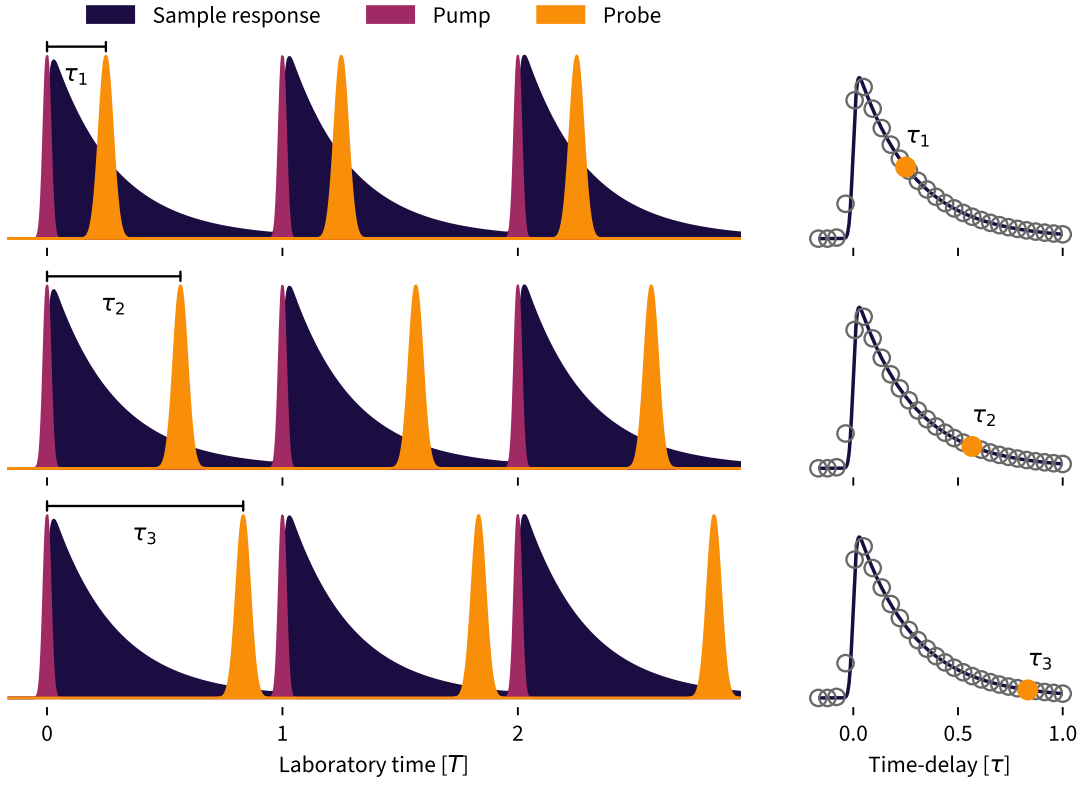 Sample response Pump Probe
τ1
τ1
τ2
τ2
τ3
τ3
0 1 2
0.0 0.5 1.0
Laboratory time [T]
Time-delay [τ]